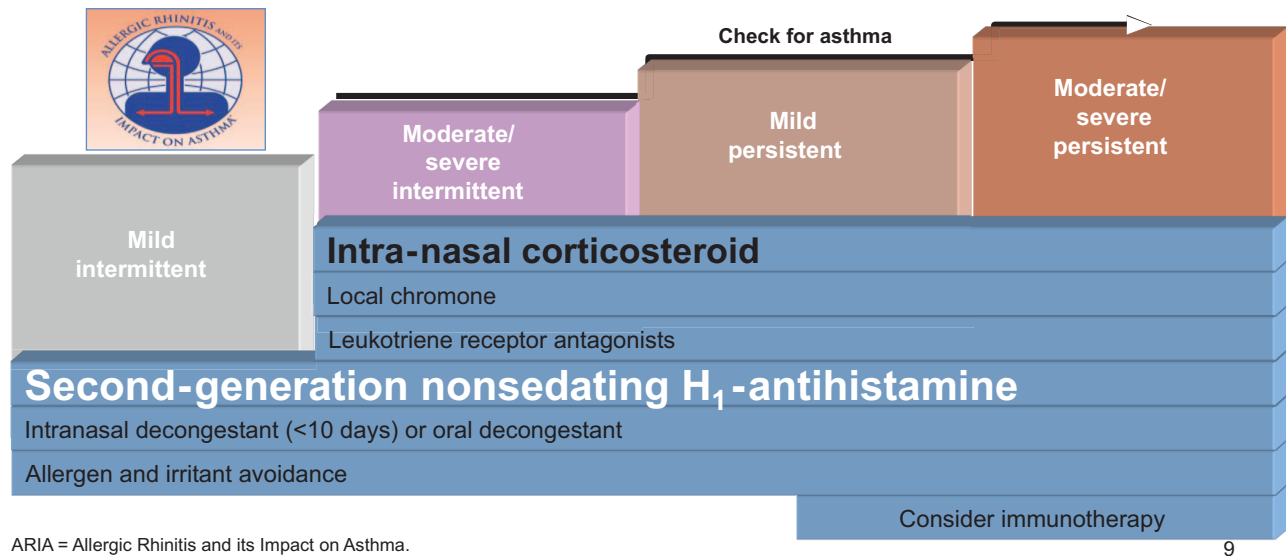 ALLERGIC RHINITIS AND ITS
IMPACT ON ASTHMA
Check for asthma
Mild
intermittent
Moderate/
severe
intermittent
Mild
persistent
Moderate/
severe
persistent
Intra-nasal corticosteroid
Local chromone
Leukotriene receptor antagonists
Second-generation nonsedating H₁-antihistamine
Intranasal decongestant (<10 days) or oral decongestant
Allergen and irritant avoidance
Consider immunotherapy
ARIA = Allergic Rhinitis and its Impact on Asthma.
9